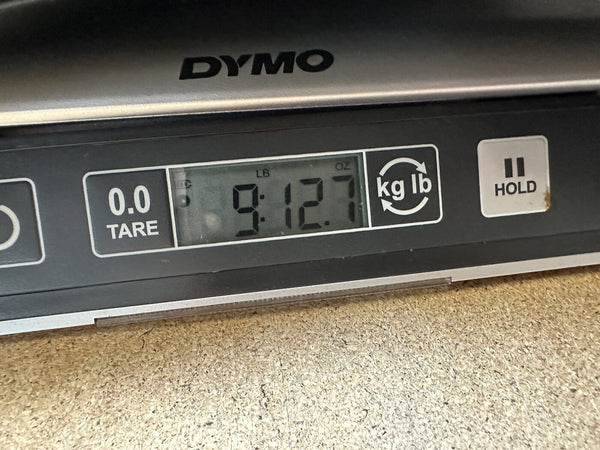 DYMO
0.0
TARE
LB OZ
9:12.7
kg lb
HOLD